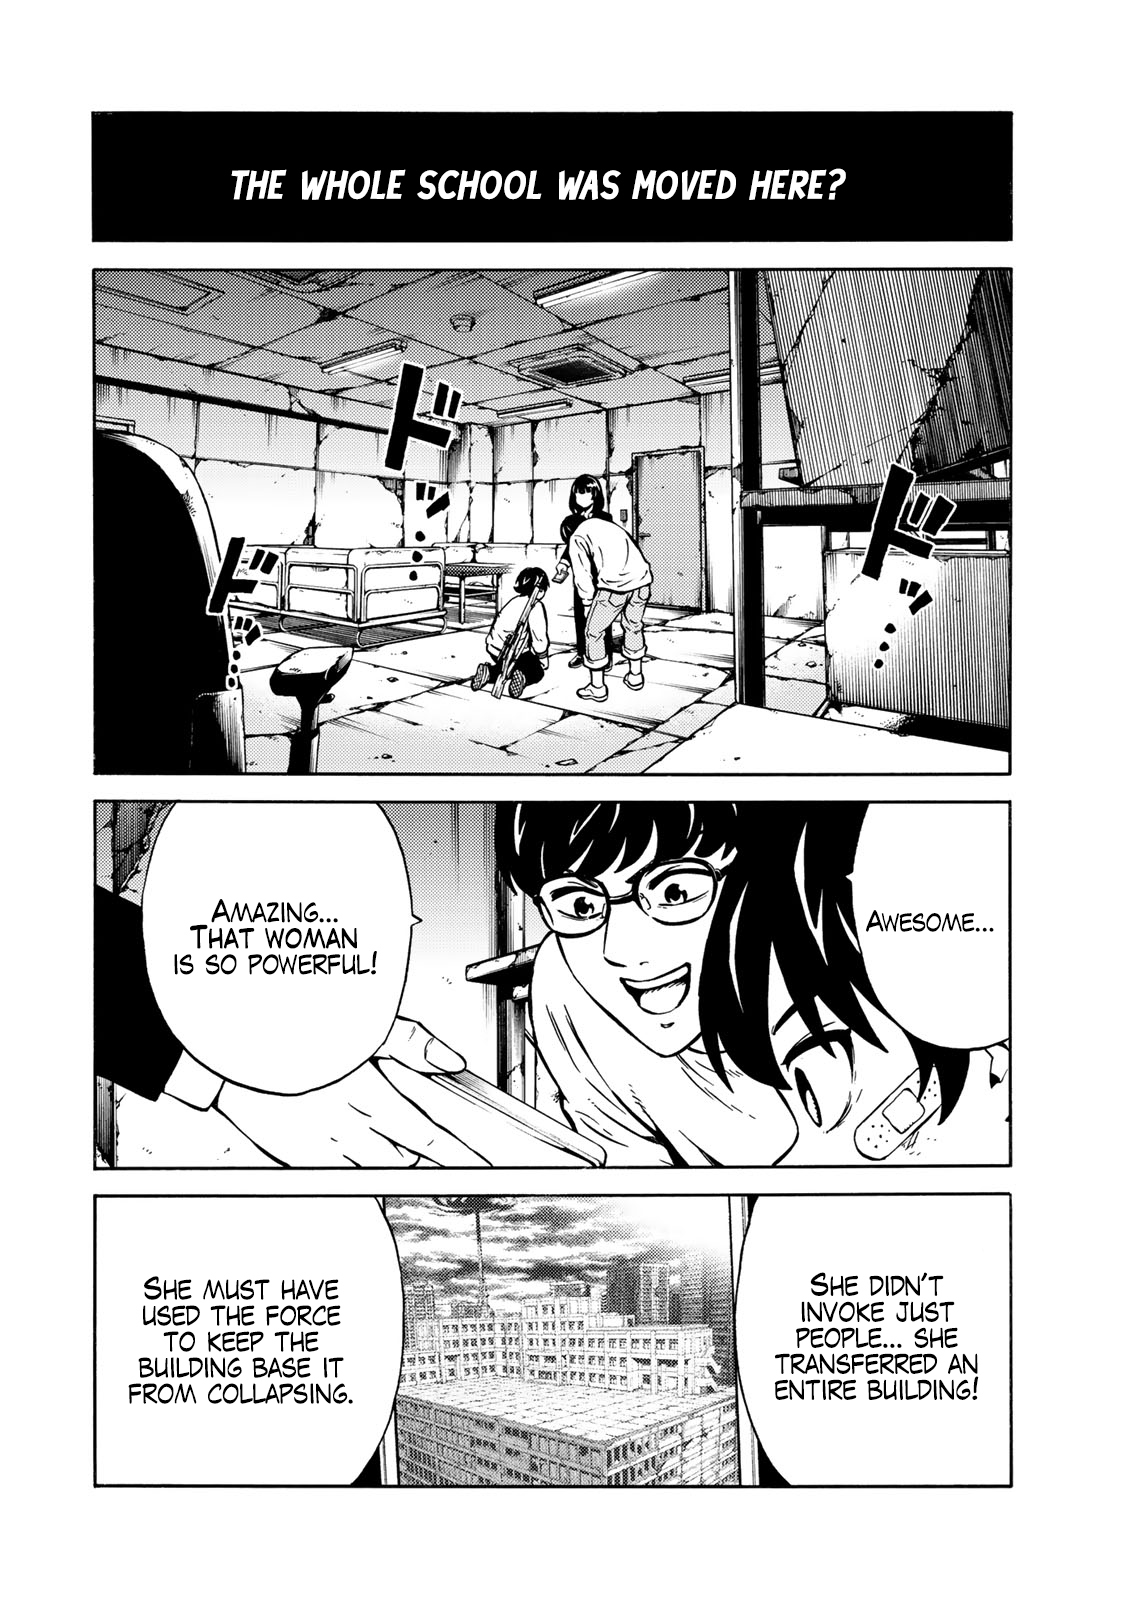 THE WHOLE SCHOOL WAS MOVED HERE?
ド
ド
ド
AWESOME...
AMAZING...
THAT WOMAN
IS SO POWERFUL!
SHE DIDN'T
INVOKE JUST
PEOPLE... SHE
TRANSFERRED AN
ENTIRE BUILDING!
SHE MUST HAVE
USED THE FORCE
TO KEEP THE
BUILDING BASE IT
FROM COLLAPSING.